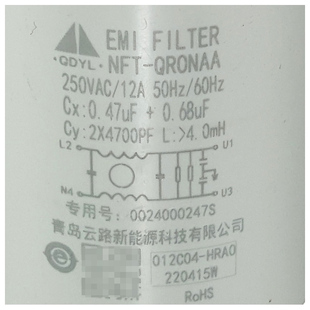 EMI FILTER
·QDYL· NFT-QRONAA
250VAC/12A 50Hz/60Hz
Cx:0.47uF + 0.68uF
Cy:2X4700PF L:>4.0mH
L2 U1
N4 U3
专用号: 0024000247S
青岛云路新能源科技有限公司
e 012C04-HRA0
220415W
RoHS